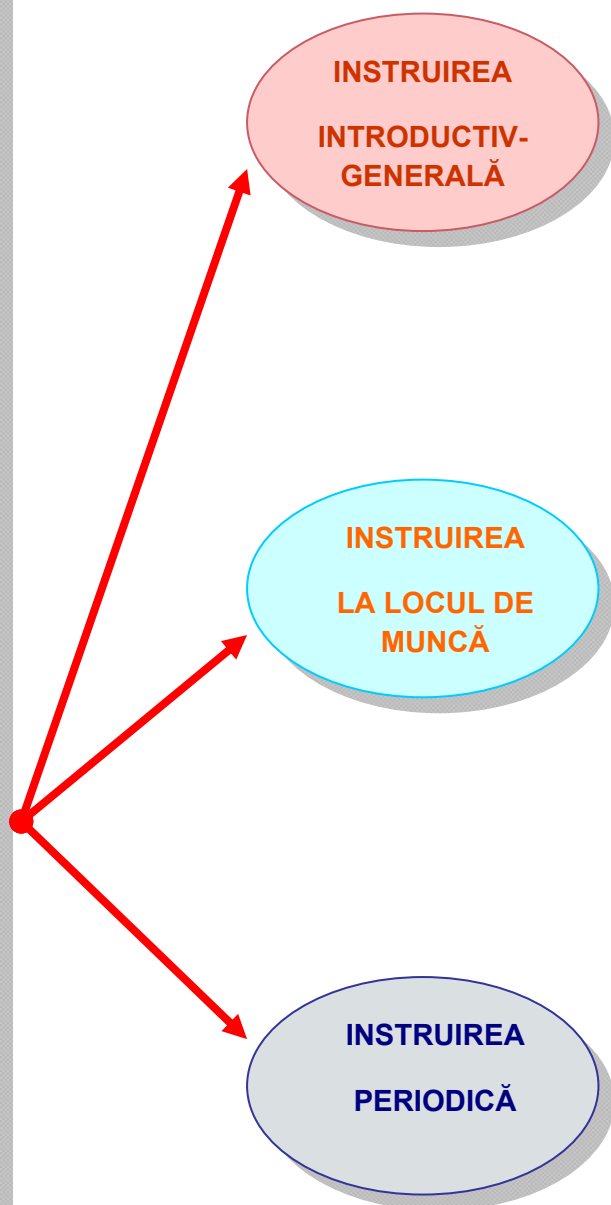 INSTRUIREA
INTRODUCTIV-
GENERALĂ
INSTRUIREA
LA LOCUL DE
MUNCĂ
INSTRUIREA
PERIODICĂ